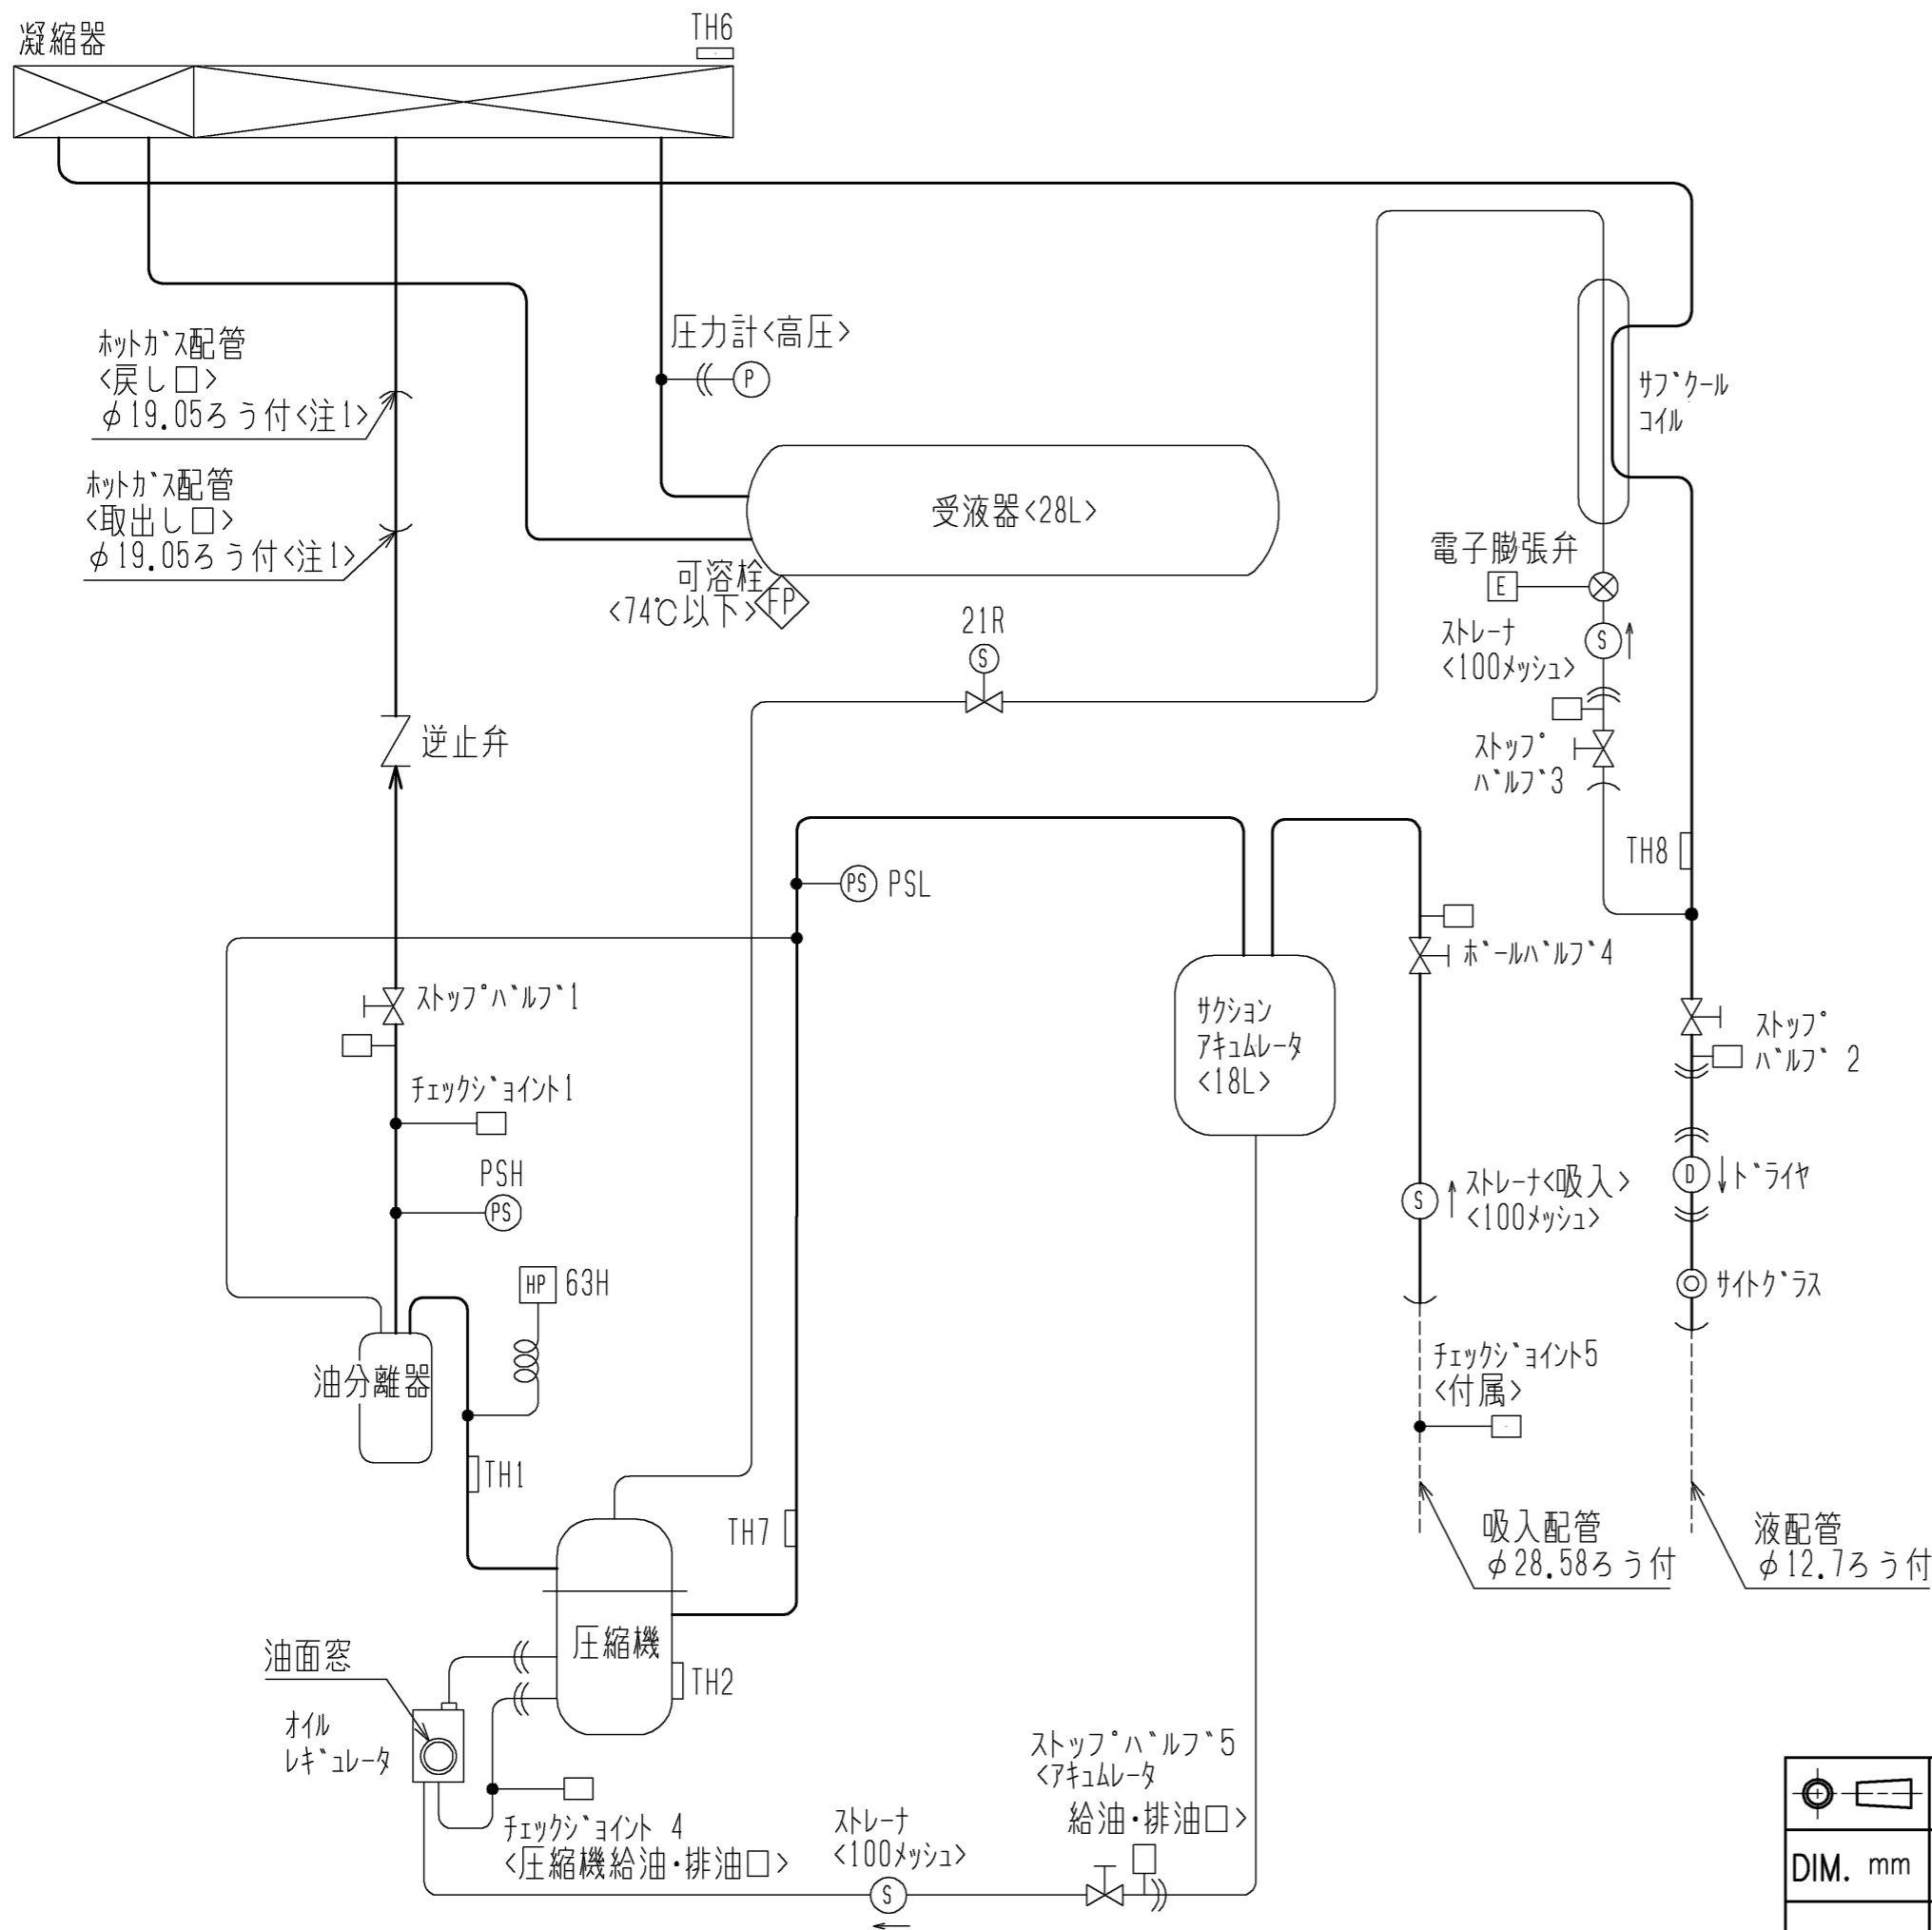 凝縮器
TH6
ホットガス配管
<戻し口>
φ19.05ろう付<注1>
ホットガス配管
<取出し口>
φ19.05ろう付<注1>
圧力計<高圧>
P
受液器<28L>
可溶栓
<74℃以下>
FP
サブクール
コイル
電子膨張弁
E
ストレーナ
<100メッシュ>
S
21R
S
ストップ
バルブ3
逆止弁
TH8
PS PSL
ボールバルブ4
ストップバルブ1
サクション
アキュムレータ
<18L>
ストップ
バルブ 2
チェックジョイント1
PSH
PS
S
ストレーナ<吸入>
<100メッシュ>
D
ドライヤ
HP 63H
サイトグラス
油分離器
チェックジョイント5
<付属>
TH1
TH7
吸入配管
φ28.58ろう付
液配管
φ12.7ろう付
圧縮機
TH2
油面窓
オイル
レギュレータ
チェックジョイント 4
<圧縮機給油・排油口>
ストレーナ
<100メッシュ>
S
ストップバルブ5
<アキュムレータ
給油・排油口>
DIM. mm